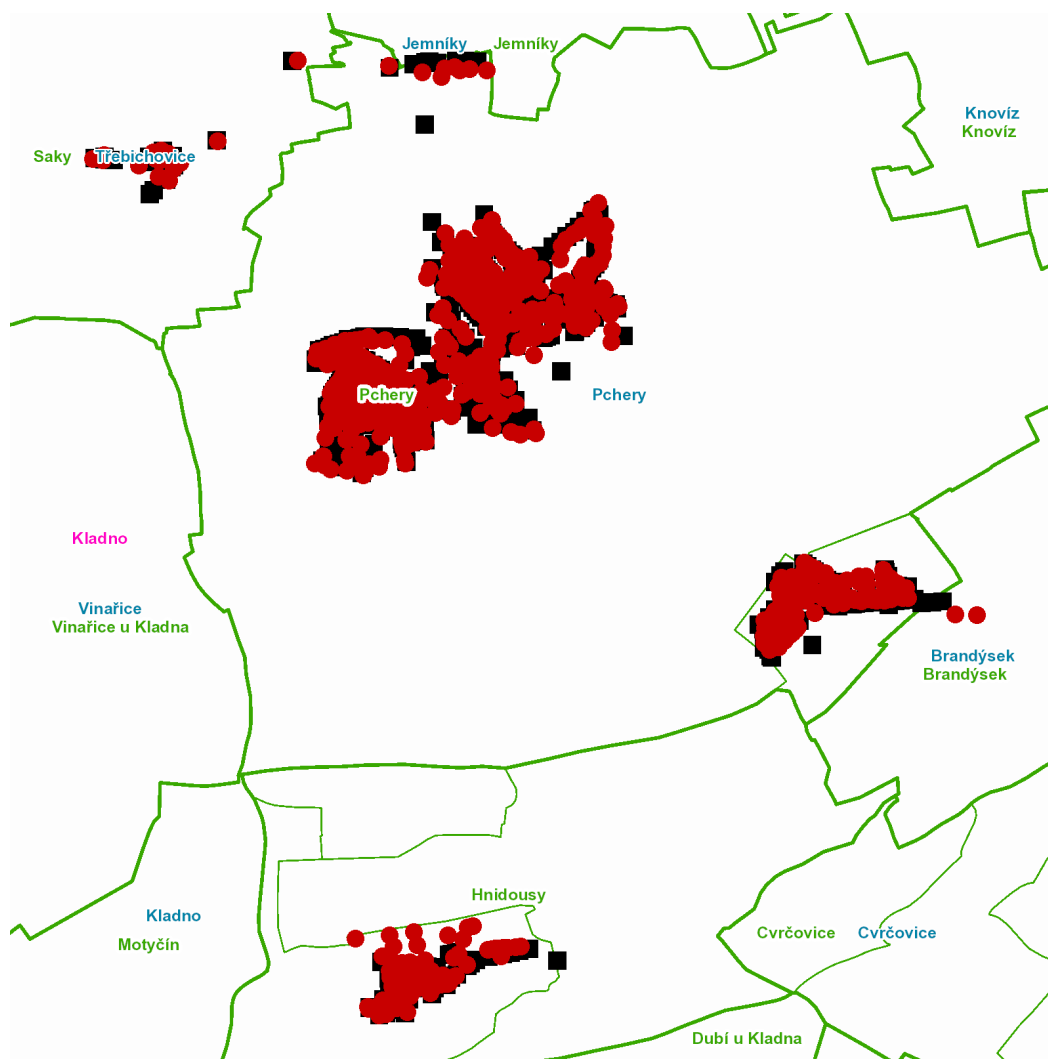 Jemníky
Jemníky
Knovíz
Knovíz
Saky
Třebichovice
Pchery
Pchery
Kladno
Vinařice
Vinařice u Kladna
Brandýsek
Brandýsek
Hnidousy
Kladno
Motyčín
Cvrčovice
Cvrčovice
Dubí u Kladna